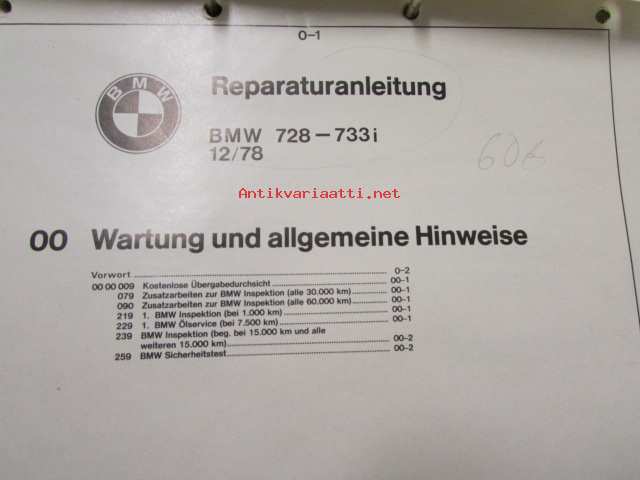 0-1
BMW
Reparaturanleitung
BMW 728-733i
12/78
60€
Antikvariaatti.net
00 Wartung und allgemeine Hinweise
Vorwort 0-2
00 00 009 Kostenlose Übergabedurchsicht 00-1
079 Zusatzarbeiten zur BMW Inspektion (alle 30.000 km) 00-1
090 Zusatzarbeiten zur BMW Inspektion (alle 60.000 km) 00-1
219 1. BMW Inspektion (bei 1.000 km) 00-1
229 1. BMW Ölservice (bei 7.500 km) 00-1
239 BMW Inspektion (beg. bei 15.000 km und alle
weiteren 15.000 km) 00-2
259 BMW Sicherheitstest 00-2